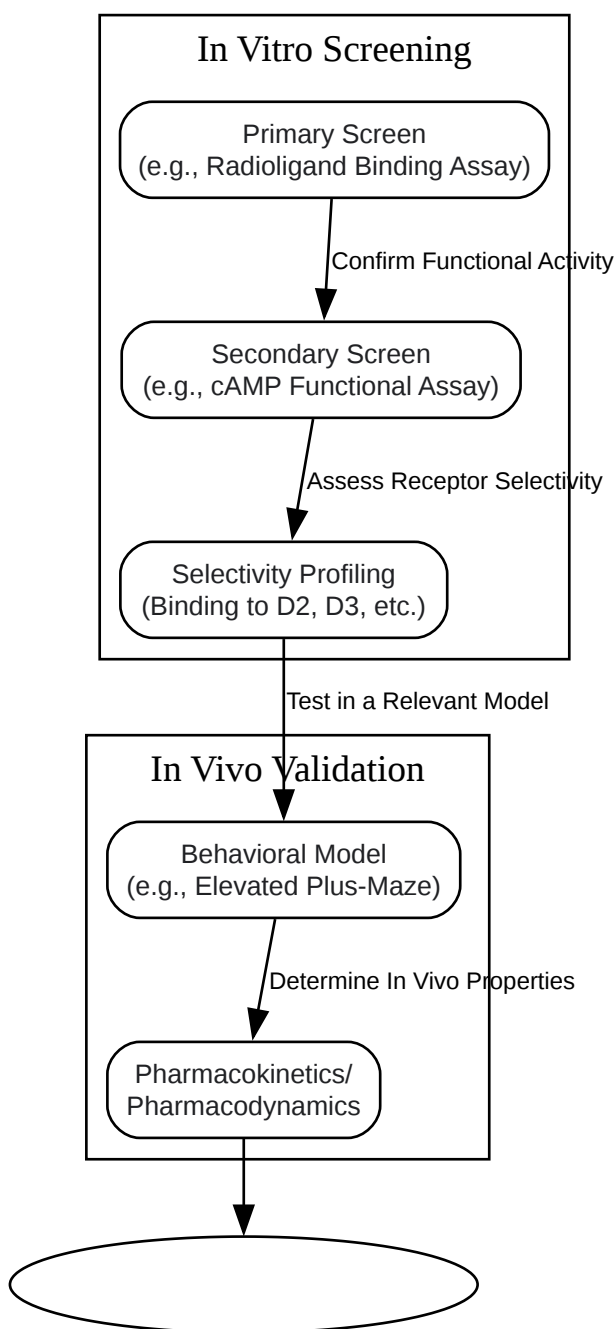 In Vitro Screening
Primary Screen
(e.g., Radioligand Binding Assay)
Confirm Functional Activity
Secondary Screen
(e.g., cAMP Functional Assay)
Assess Receptor Selectivity
Selectivity Profiling
(Binding to D2, D3, etc.)
Test in a Relevant Model
In Vivo Validation
Behavioral Model
(e.g., Elevated Plus-Maze)
Determine In Vivo Properties
Pharmacokinetics/
Pharmacodynamics